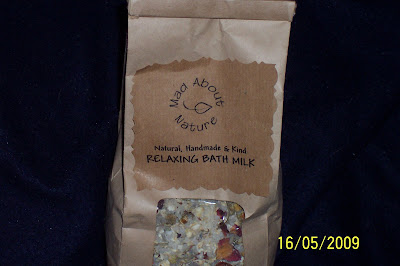 Mad About
Nature
Natural, Handmade & Kind
RELAXING BATH MILK
16/05/2009